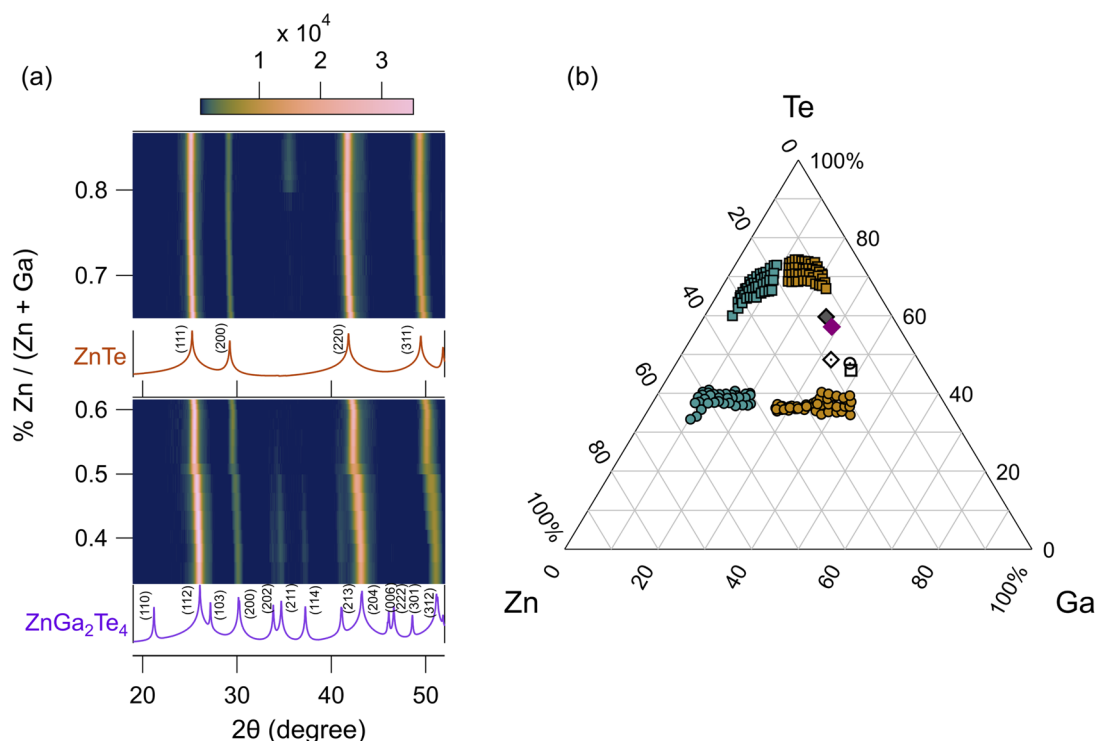 x 10⁴
1 2 3
(a)
% Zn / (Zn + Ga)
0.8
0.7
ZnTe
(111) (200) (220) (311)
0.6
0.5
0.4
ZnGa₂Te₄
(110) (112) (103) (200) (202) (211) (114) (213) (204) (006) (222) (301) (312)
20 30 40 50
2θ (degree)
(b)
Te
0 100%
20 80
40 60
60 40
80 20
100% 0
0 20 40 60 100%
Zn Ga